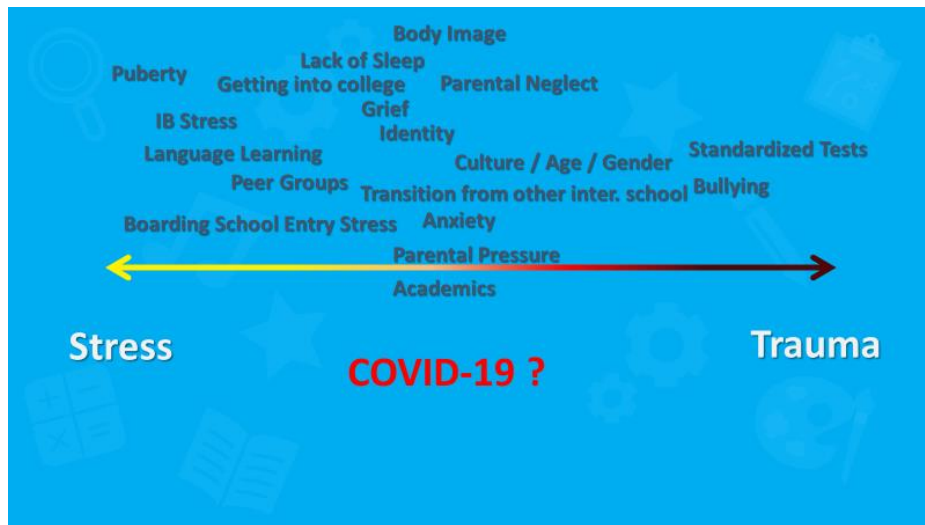 Body Image
Lack of Sleep
Puberty
Getting into college
Parental Neglect
Grief
IB Stress
Identity
Standardized Tests
Language Learning
Culture / Age / Gender
Peer Groups
Transition from other inter. school
Bullying
Boarding School Entry Stress
Anxiety
Parental Pressure
Academics
Stress
Trauma
COVID-19 ?